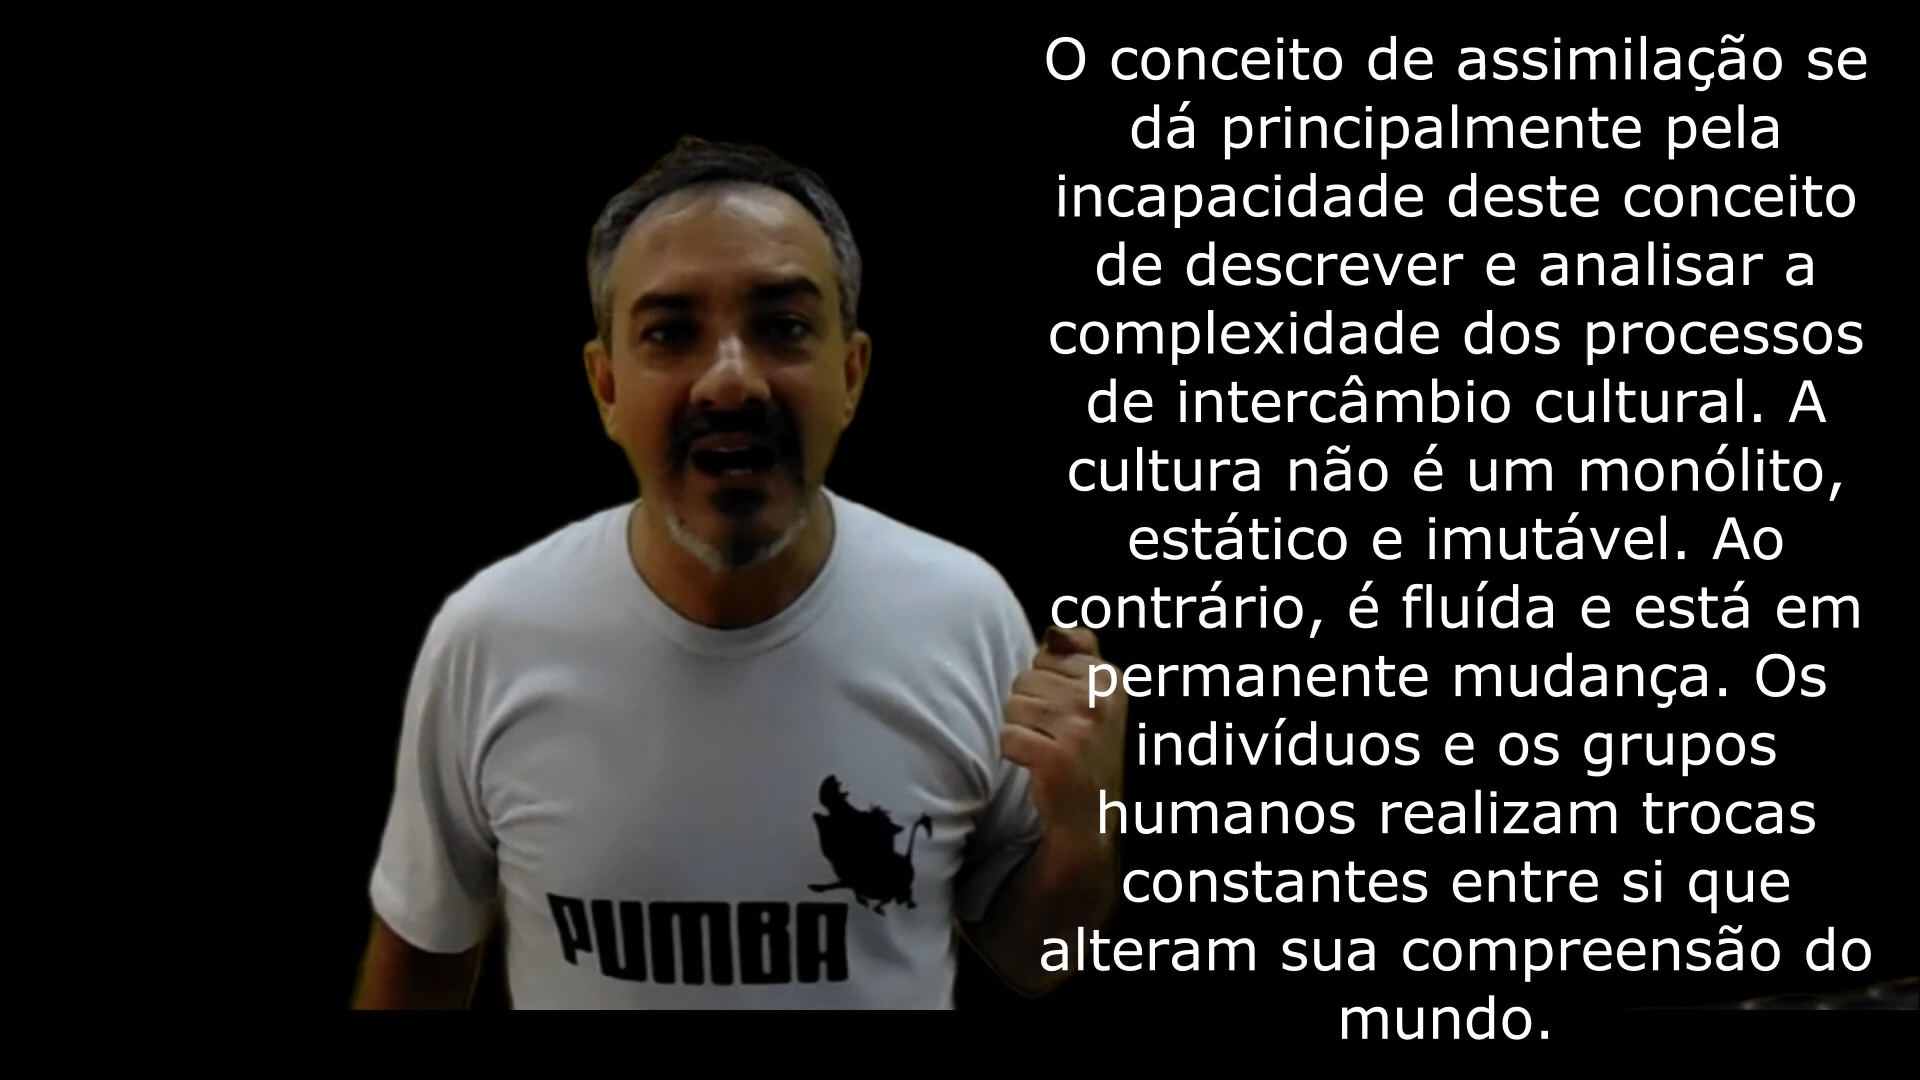 O conceito de assimilação se
dá principalmente pela
incapacidade deste conceito
de descrever e analisar a
complexidade dos processos
de intercâmbio cultural. A
cultura não é um monólito,
estático e imutável. Ao
contrário, é fluída e está em
permanente mudança. Os
indivíduos e os grupos
humanos realizam trocas
constantes entre si que
alteram sua compreensão do
mundo.
PUMBA